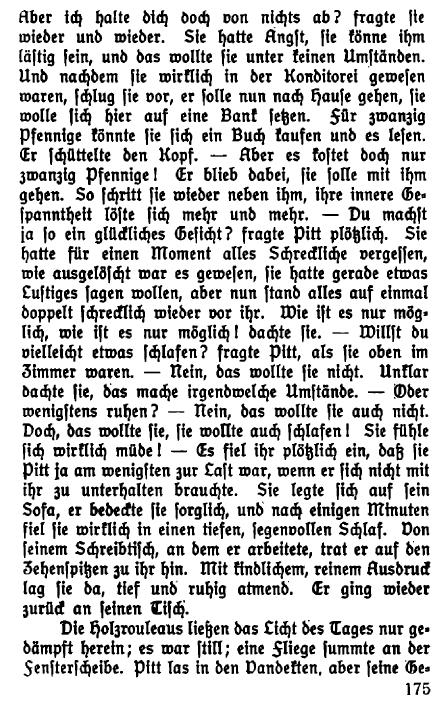 Aber ich halte dich doch von nichts ab? fragte sie
wieder und wieder. Sie hatte Angst, sie könne ihm
lästig sein, und das wollte sie unter keinen Umständen.
Und nachdem sie wirklich in der Konditorei gewesen
waren, schlug sie vor, er solle nun nach Hause gehen, sie
wolle sich hier auf eine Bank setzen. Für zwanzig
Pfennige könnte sie sich ein Buch kaufen und es lesen.
Er schüttelte den Kopf. — Aber es kostet doch nur
zwanzig Pfennige! Er blieb dabei, sie solle mit ihm
gehen. So schritt sie wieder neben ihm, ihre innere Ge-
spanntheit löste sich mehr und mehr. — Du machst
ja so ein glückliches Gesicht? fragte Pitt plötzlich. Sie
hatte für einen Moment alles Schreckliche vergessen,
wie ausgelöscht war es gewesen, sie hatte gerade etwas
Lustiges sagen wollen, aber nun stand alles auf einmal
doppelt schrecklich wieder vor ihr. Wie ist es nur mög-
lich, wie ist es nur möglich! dachte sie. — Willst du
vielleicht etwas schlafen? fragte Pitt, als sie oben im
Zimmer waren. — Nein, das wollte sie nicht. Unklar
dachte sie, das mache irgendwelche Umstände. — Oder
wenigstens ruhen? — Nein, das wollte sie auch nicht.
Doch, das wollte sie, sie wollte auch schlafen! Sie fühle
sich wirklich müde! — Es fiel ihr plötzlich ein, daß sie
Pitt ja am wenigsten zur Last war, wenn er sich nicht mit
ihr zu unterhalten brauchte. Sie legte sich auf sein
Sofa, er bedeckte sie sorglich, und nach einigen Minuten
fiel sie wirklich in einen tiefen, segenvollen Schlaf. Von
seinem Schreibtisch, an dem er arbeitete, trat er auf den
Zehenspitzen zu ihr hin. Mit kindlichem, reinem Ausdruck
lag sie da, tief und ruhig atmend. Er ging wieder
zurück an seinen Tisch.
Die Holzrouleaus ließen das Licht des Tages nur ge-
dämpft herein; es war still; eine Fliege summte an der
Fensterscheibe. Pitt las in den Pandekten, aber seine Ge-
175